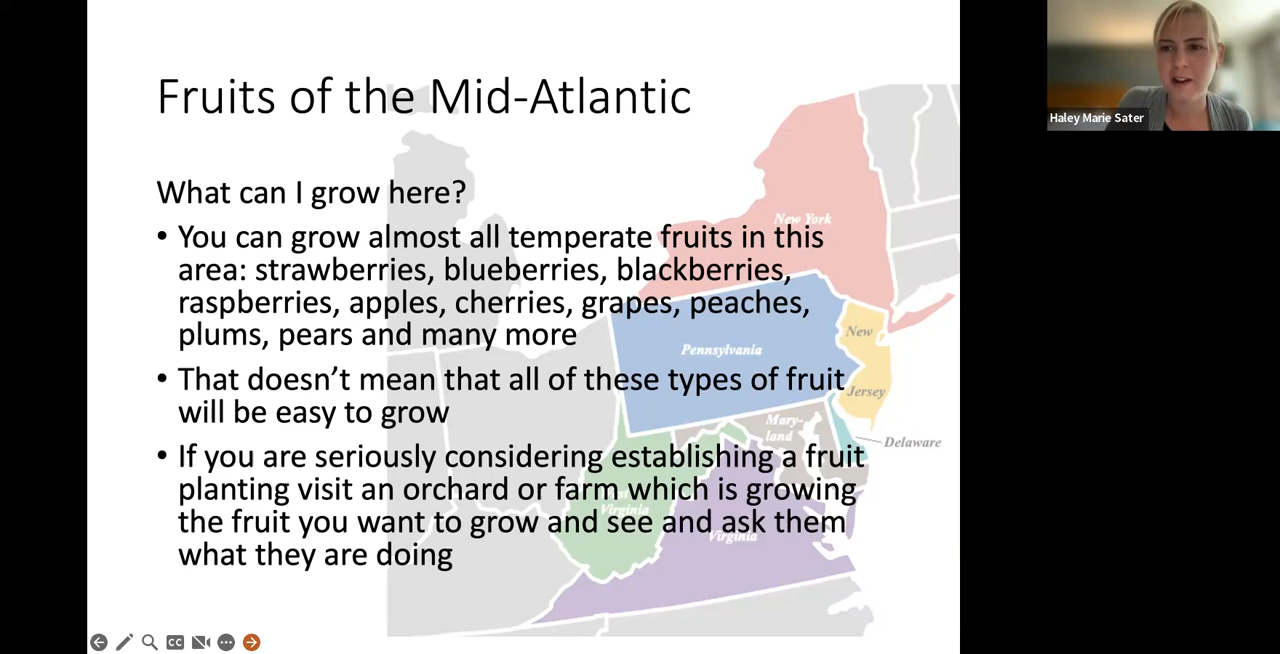 Fruits of the Mid-Atlantic
Haley Marie Sater
What can I grow here?
• You can grow almost all temperate fruits in this
area: strawberries, blueberries, blackberries,
raspberries, apples, cherries, grapes, peaches,
plums, pears and many more
• That doesn’t mean that all of these types of fruit
will be easy to grow
• If you are seriously considering establishing a fruit
planting visit an orchard or farm which is growing
the fruit you want to grow and see and ask them
what they are doing
New York
Pennsylvania
New
Jersey
Mary-
land
Delaware
Virginia
Virginia
CC